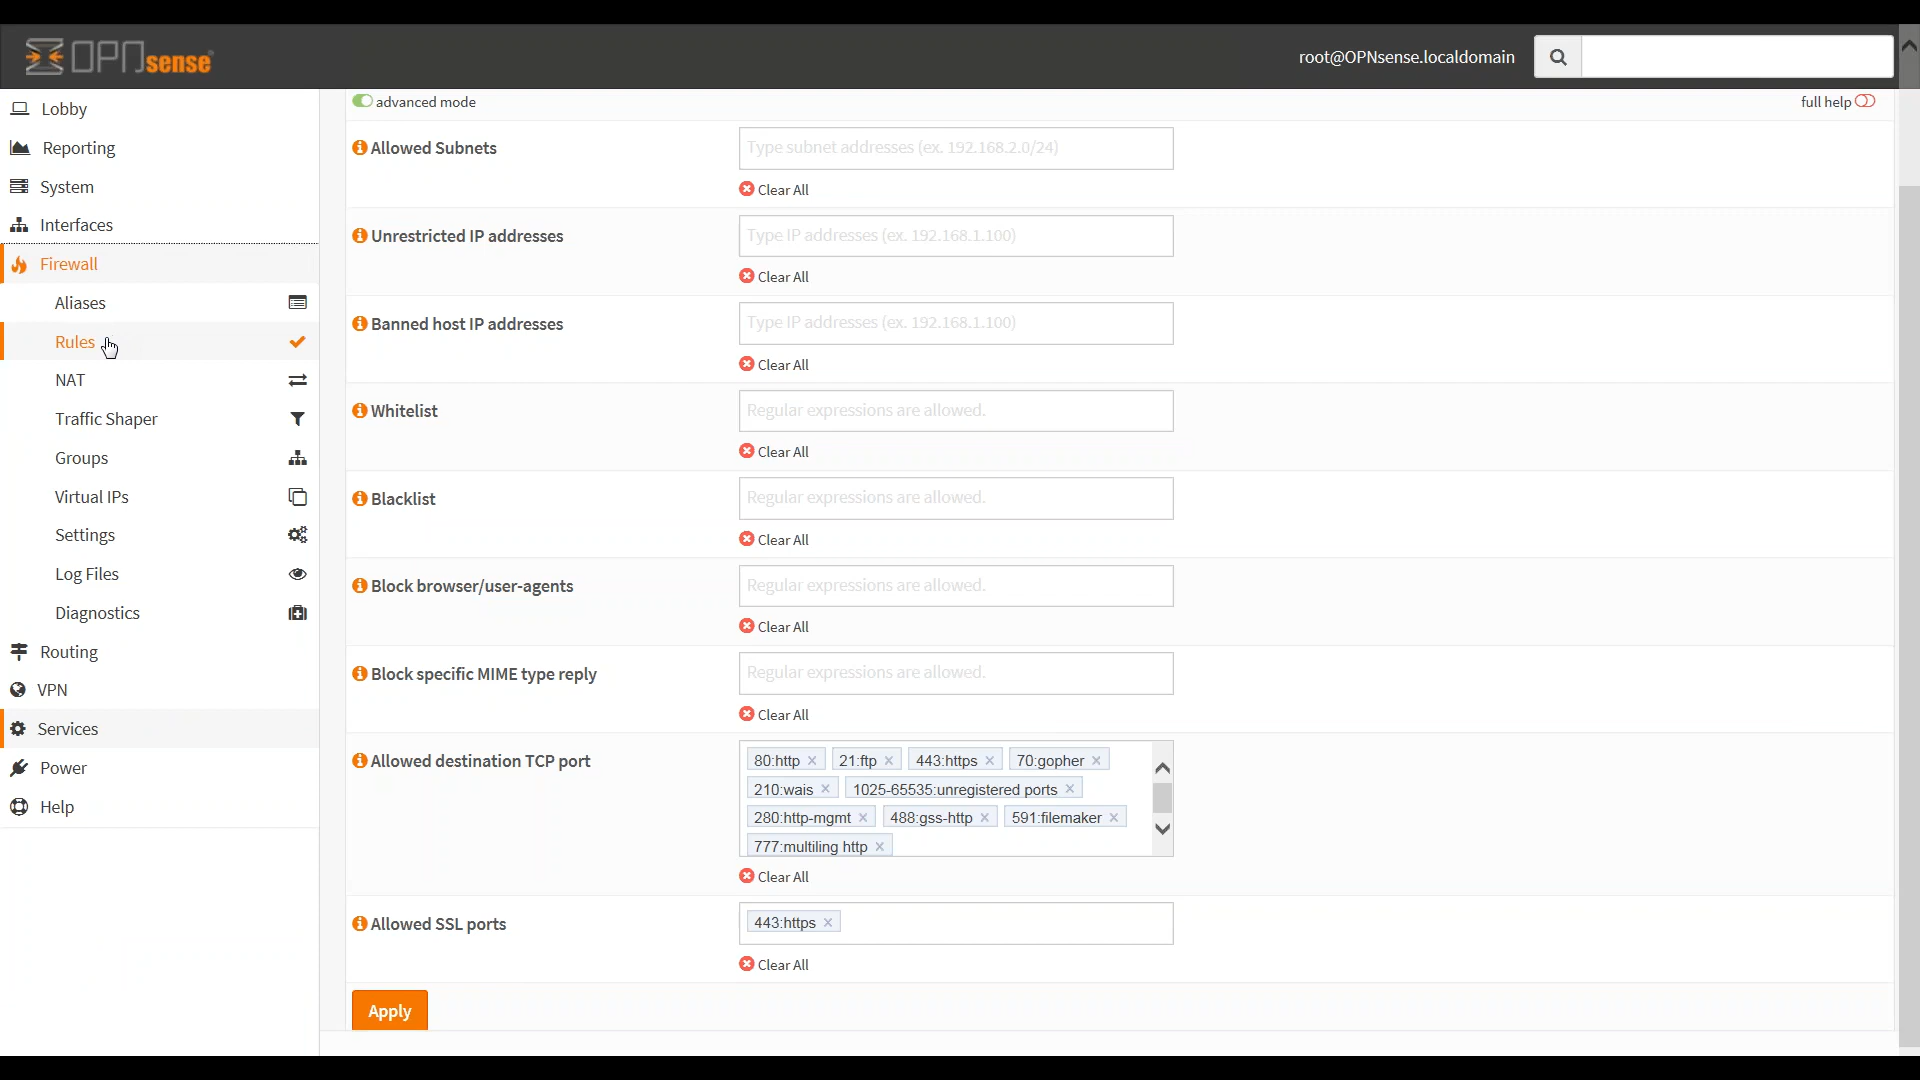 OPNsense
root@OPNsense.localdomain
Lobby
Reporting
System
Interfaces
Firewall
Aliases
Rules
NAT
Traffic Shaper
Groups
Virtual IPs
Settings
Log Files
Diagnostics
Routing
VPN
Services
Power
Help
advanced mode
full help
Allowed Subnets
Type subnet addresses (ex. 192.168.2.0/24)
Clear All
Unrestricted IP addresses
Type IP addresses (ex. 192.168.1.100)
Clear All
Banned host IP addresses
Type IP addresses (ex. 192.168.1.100)
Clear All
Whitelist
Regular expressions are allowed.
Clear All
Blacklist
Regular expressions are allowed.
Clear All
Block browser/user-agents
Regular expressions are allowed.
Clear All
Block specific MIME type reply
Regular expressions are allowed.
Clear All
Allowed destination TCP port
80:http × 21:ftp × 443:https × 70:gopher ×
210:wais × 1025-65535:unregistered ports ×
280:http-mgmt × 488:gss-http × 591:filemaker ×
777:multiling http ×
Clear All
Allowed SSL ports
443:https ×
Clear All
Apply